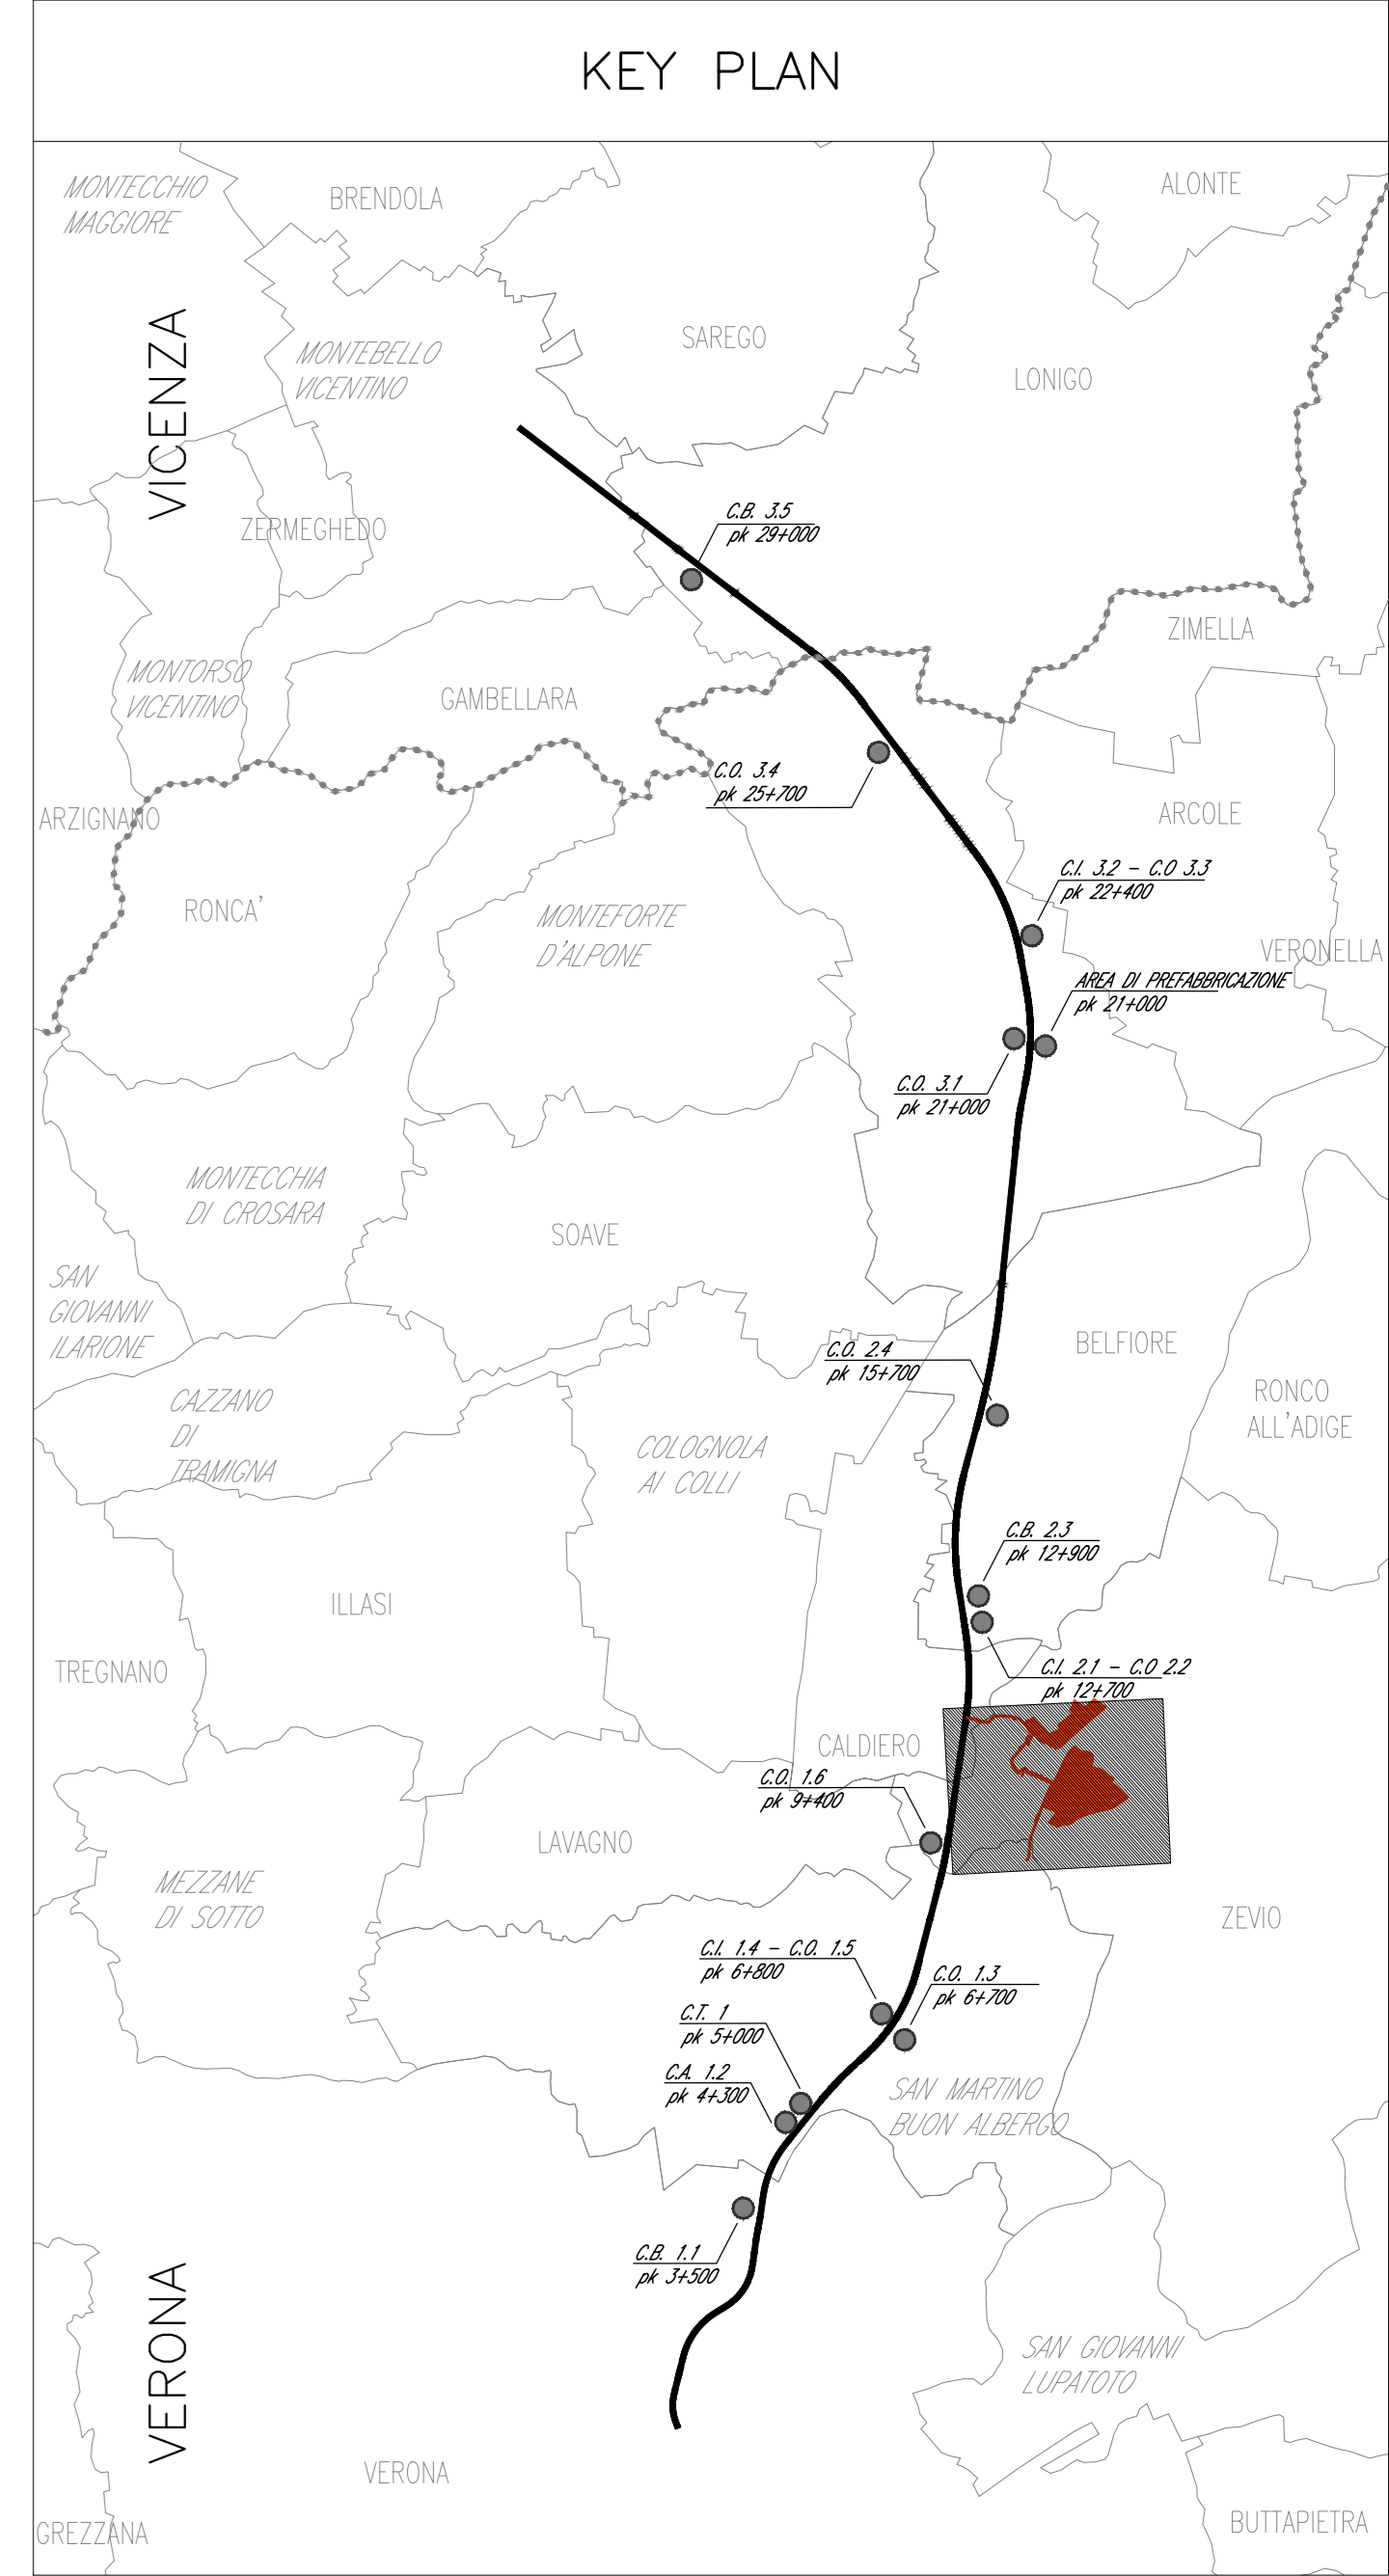 KEY PLAN
MONTECCHIO
MAGGIORE
BRENDOLA
ALONTE
VICENZA
MONTEBELLO
VICENTINO
SAREGO
LONIGO
C.B. 3.5
pk 29+000
ZERMEGHEDO
ZIMELLA
MONTORSO
VICENTINO
GAMBELLARA
C.O. 3.4
pk 25+700
ARZIGNANO
ARCOLE
C.I. 3.2 - C.O 3.3
pk 22+400
RONCA'
MONTEFORTE
D'ALPONE
VERONELLA
AREA DI PREFABBRICAZIONE
pk 21+000
C.O. 3.1
pk 21+000
MONTECCHIA
DI CROSARA
SOAVE
SAN
GIOVANNI
ILARIONE
C.O. 2.4
pk 15+700
BELFIORE
RONCO
ALL'ADIGE
CAZZANO
DI
TRAMIGNA
COLOGNOLA
AI COLLI
C.B. 2.3
pk 12+900
ILLASI
TREGNANO
C.I. 2.1 - C.O 2.2
pk 12+700
CALDIERO
C.O. 1.6
pk 9+400
LAVAGNO
MEZZANE
DI SOTTO
ZEVIO
C.I. 1.4 - C.O. 1.5
pk 6+800
C.O. 1.3
pk 6+700
C.T. 1
pk 5+000
C.A. 1.2
pk 4+300
SAN MARTINO
BUON ALBERGO
C.B. 1.1
pk 3+500
VERONA
SAN GIOVANNI
LUPATOTO
VERONA
GREZZANA
BUTTAPIETRA